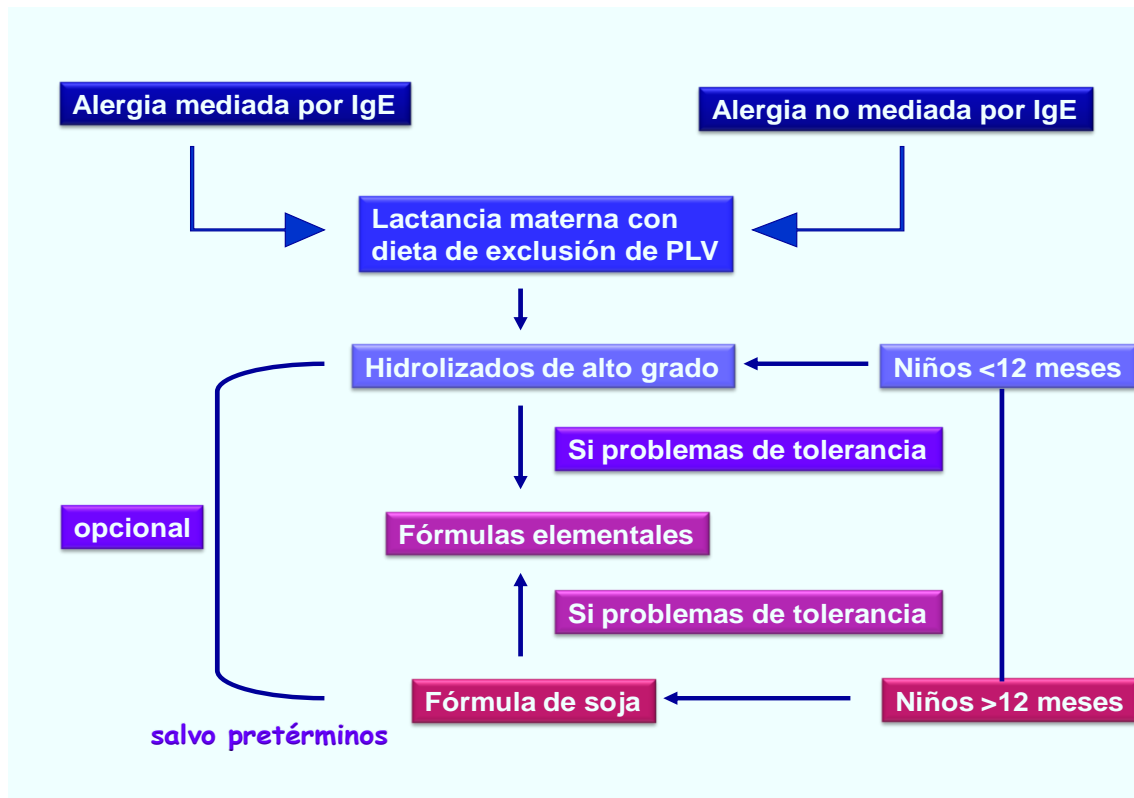 Alergia mediada por IgE
Alergia no mediada por IgE
Lactancia materna con
dieta de exclusión de PLV
Hidrolizados de alto grado
Niños <12 meses
Si problemas de tolerancia
opcional
Fórmulas elementales
Si problemas de tolerancia
Fórmula de soja
Niños >12 meses
salvo pretérminos